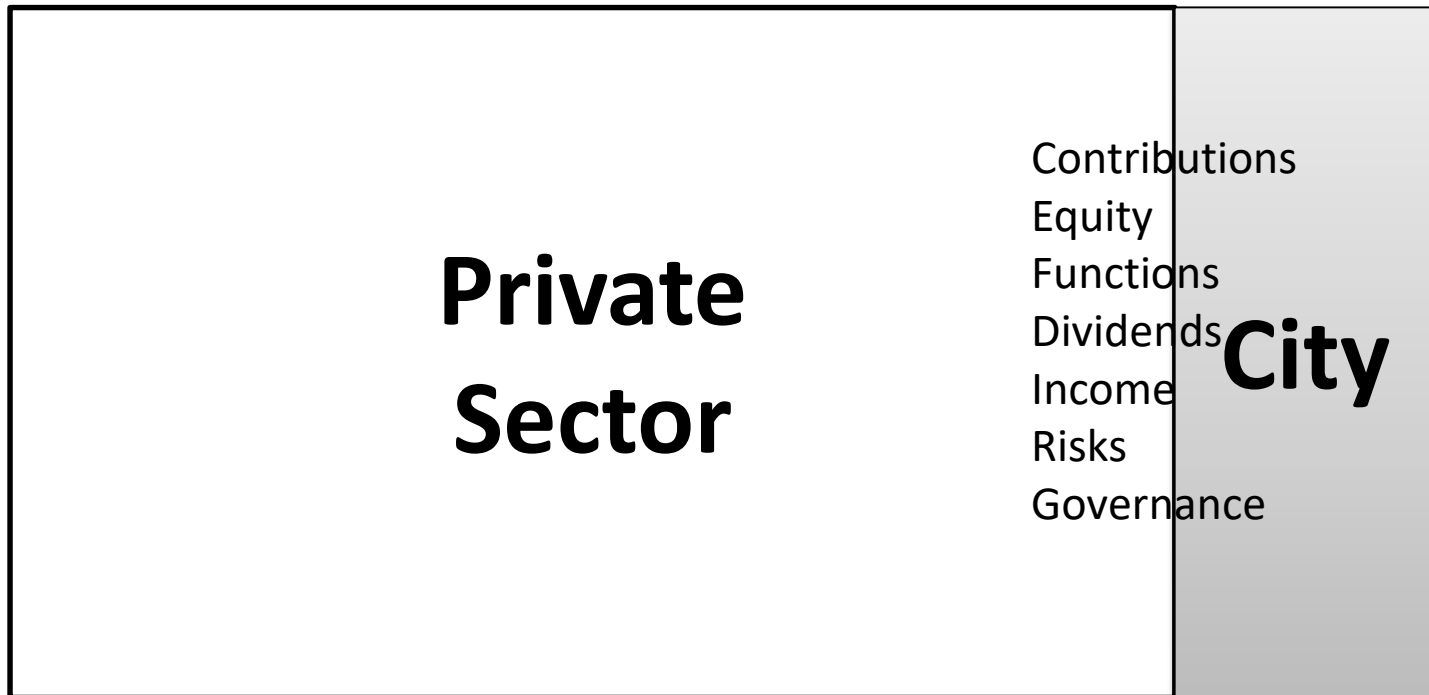 Private
Sector
Contributions
Equity
Functions
Dividends
Income
Risks
Governance
City